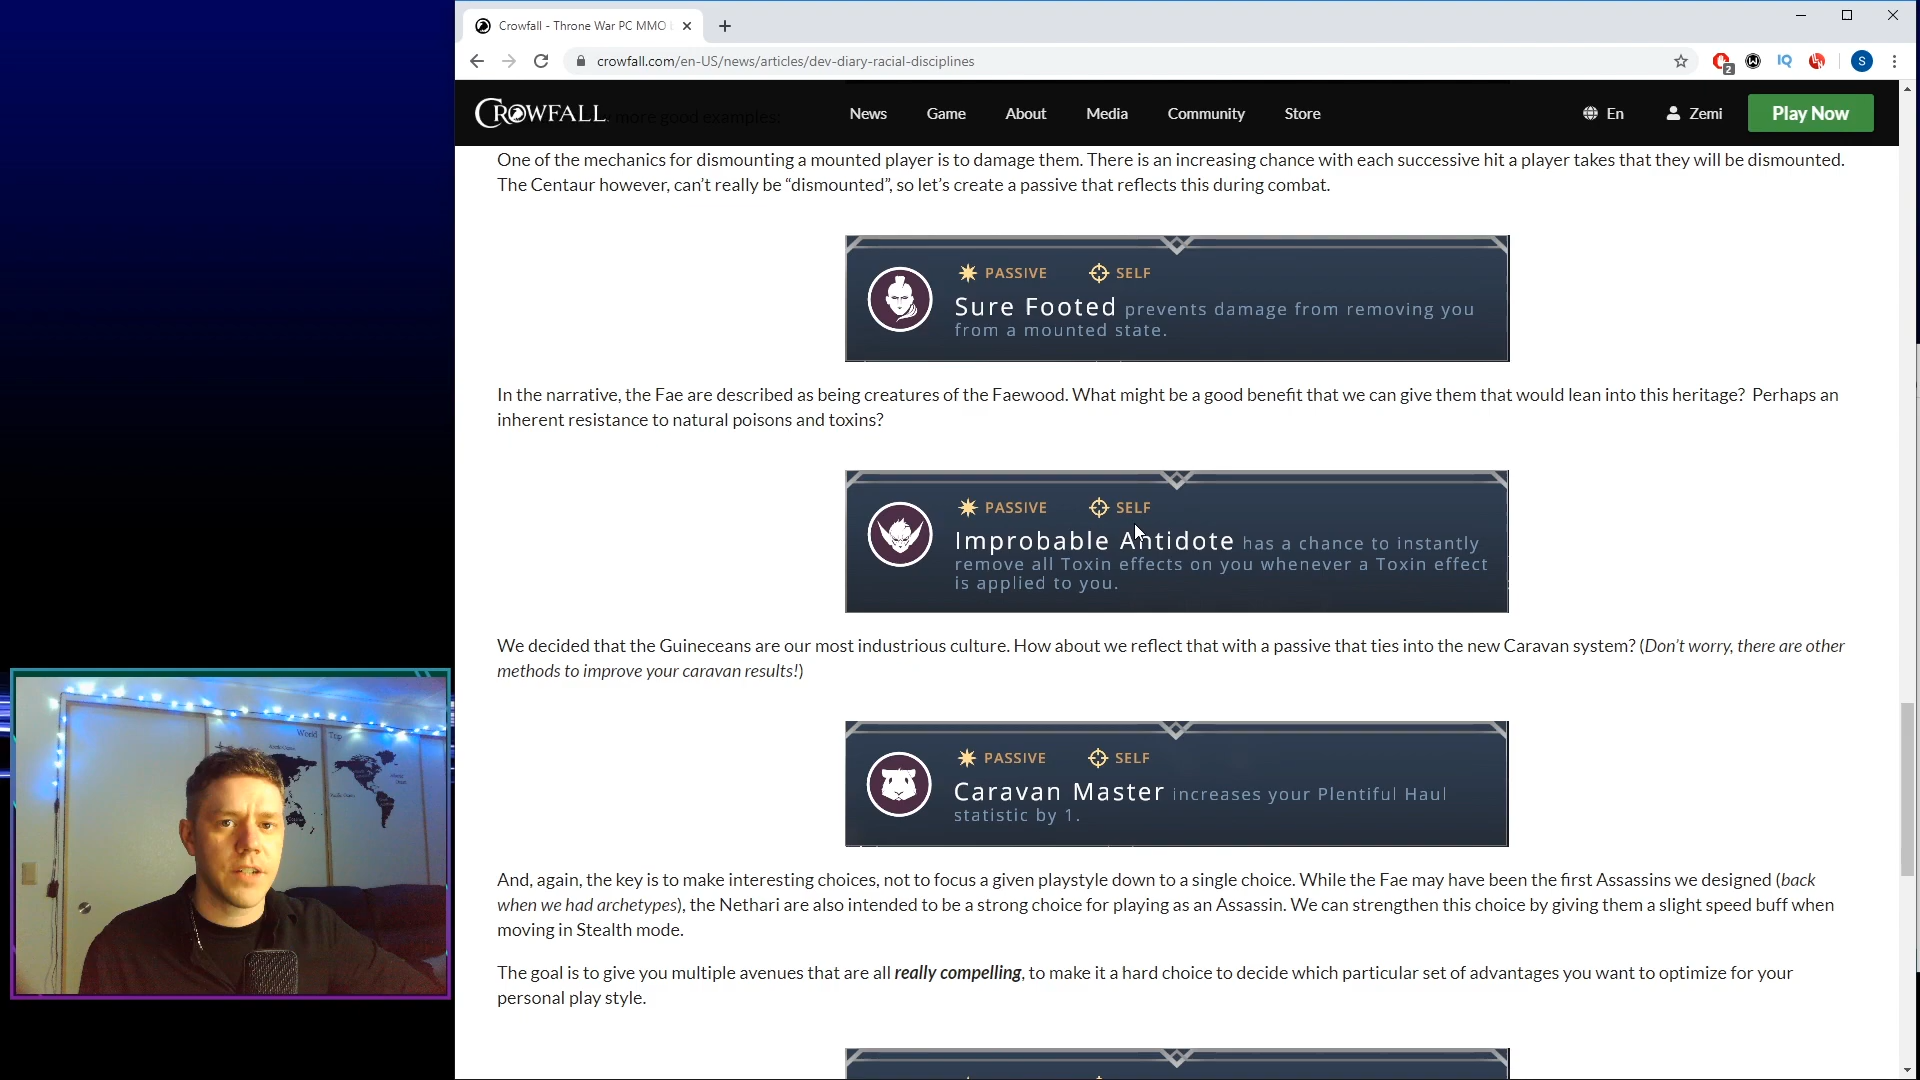 Crowfall - Throne War PC MMO
crowfall.com/en-US/news/articles/dev-diary-racial-disciplines
2
IQ
S
CROWFALL
more good examples:
News
Game
About
Media
Community
Store
En
Zemi
Play Now
One of the mechanics for dismounting a mounted player is to damage them. There is an increasing chance with each successive hit a player takes that they will be dismounted.
The Centaur however, can’t really be “dismounted”, so let’s create a passive that reflects this during combat.
PASSIVE SELF
Sure Footed prevents damage from removing you
from a mounted state.
In the narrative, the Fae are described as being creatures of the Faewood. What might be a good benefit that we can give them that would lean into this heritage? Perhaps an
inherent resistance to natural poisons and toxins?
PASSIVE SELF
Improbable Antidote has a chance to instantly
remove all Toxin effects on you whenever a Toxin effect
is applied to you.
We decided that the Guineceans are our most industrious culture. How about we reflect that with a passive that ties into the new Caravan system? (Don’t worry, there are other
methods to improve your caravan results!)
PASSIVE SELF
Caravan Master increases your Plentiful Haul
statistic by 1.
And, again, the key is to make interesting choices, not to focus a given playstyle down to a single choice. While the Fae may have been the first Assassins we designed (back
when we had archetypes), the Nethari are also intended to be a strong choice for playing as an Assassin. We can strengthen this choice by giving them a slight speed buff when
moving in Stealth mode.
The goal is to give you multiple avenues that are all really compelling, to make it a hard choice to decide which particular set of advantages you want to optimize for your
personal play style.
World Trip